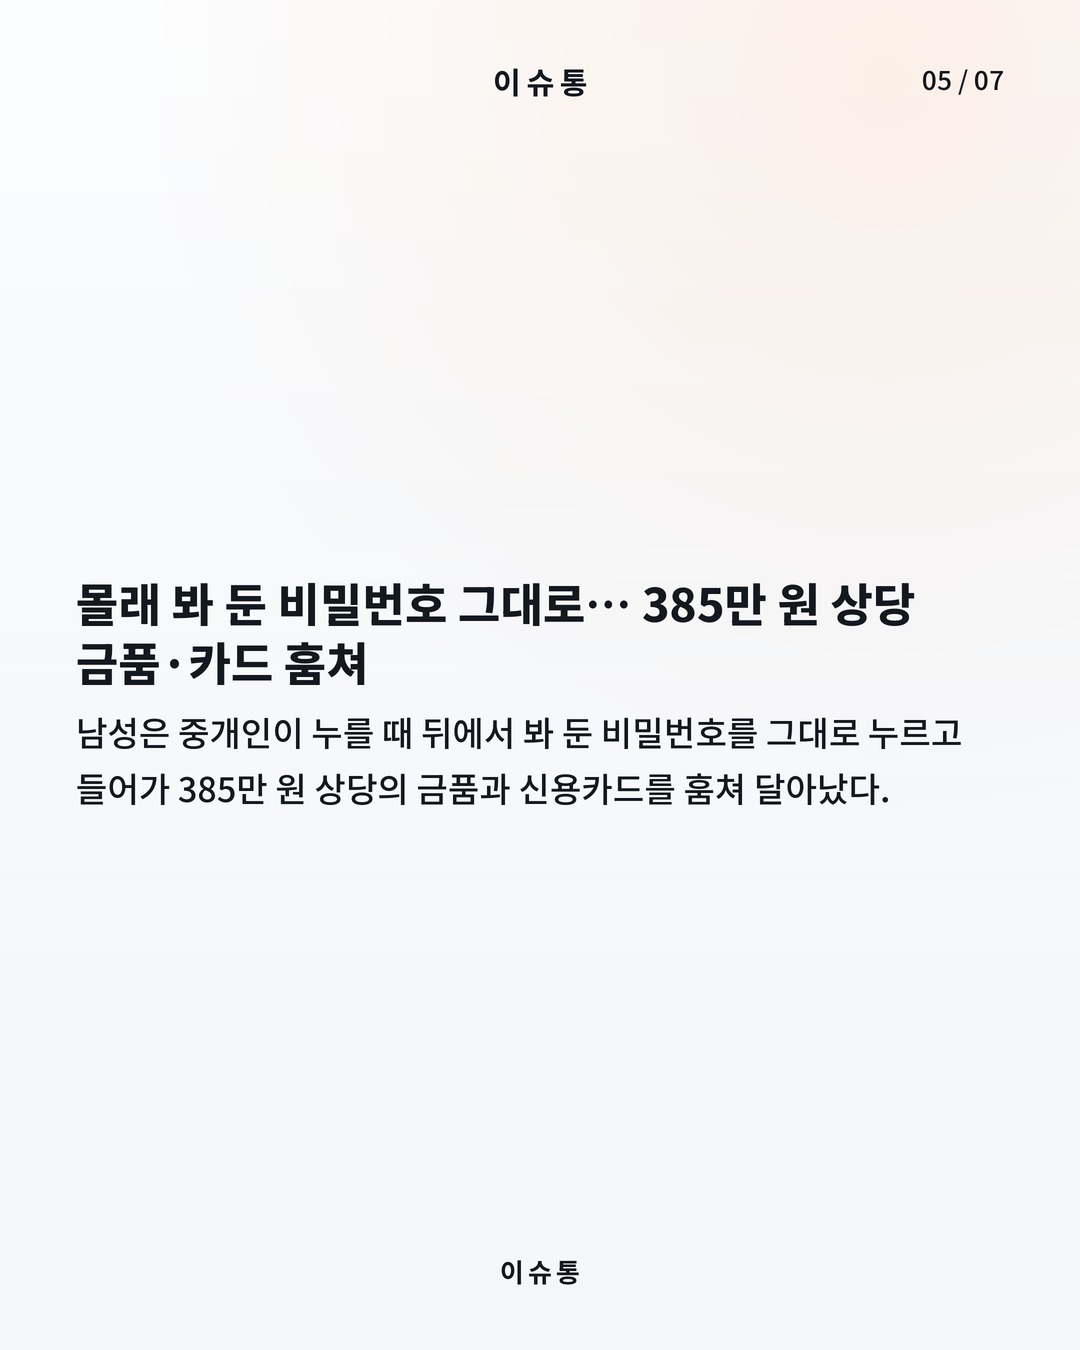 이슈통
05 / 07
몰래 봐 둔 비밀번호 그대로… 385만 원 상당
금품·카드 훔쳐
남성은 중개인이 누를 때 뒤에서 봐 둔 비밀번호를 그대로 누르고
들어가 385만 원 상당의 금품과 신용카드를 훔쳐 달아났다.
이슈통